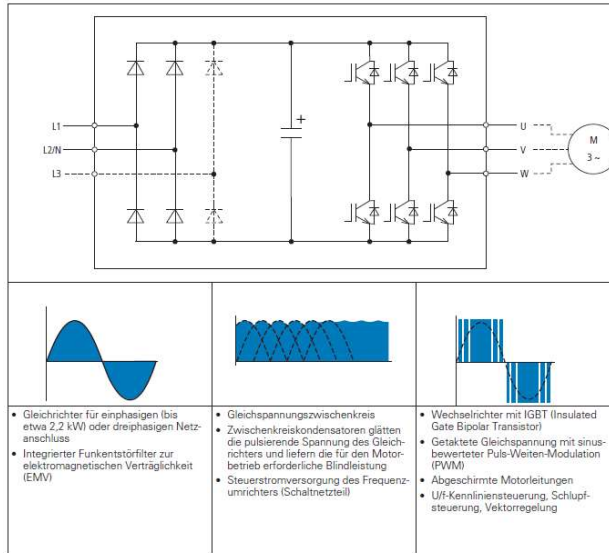 L1
L2/N
L3
+
U
V
W
M
3 ~
• Gleichrichter für einphasigen (bis
etwa 2,2 kW) oder dreiphasigen Netz-
anschluss
• Integrierter Funkentstörfilter zur
elektromagnetischen Verträglichkeit
(EMV)
• Gleichspannungszwischenkreis
• Zwischenkreiskondensatoren glätten
die pulsierende Spannung des Gleich-
richters und liefern die für den Motor-
betrieb erforderliche Blindleistung
• Steuerstromversorgung des Frequenz-
umrichters (Schaltnetzteil)
• Wechselrichter mit IGBT (Insulated
Gate Bipolar Transistor)
• Getaktete Gleichspannung mit sinus-
bewerteter Puls-Weiten-Modulation
(PWM)
• Abgeschirmte Motorleitungen
• U/f-Kennliniensteuerung, Schlupf-
steuerung, Vektorregelung